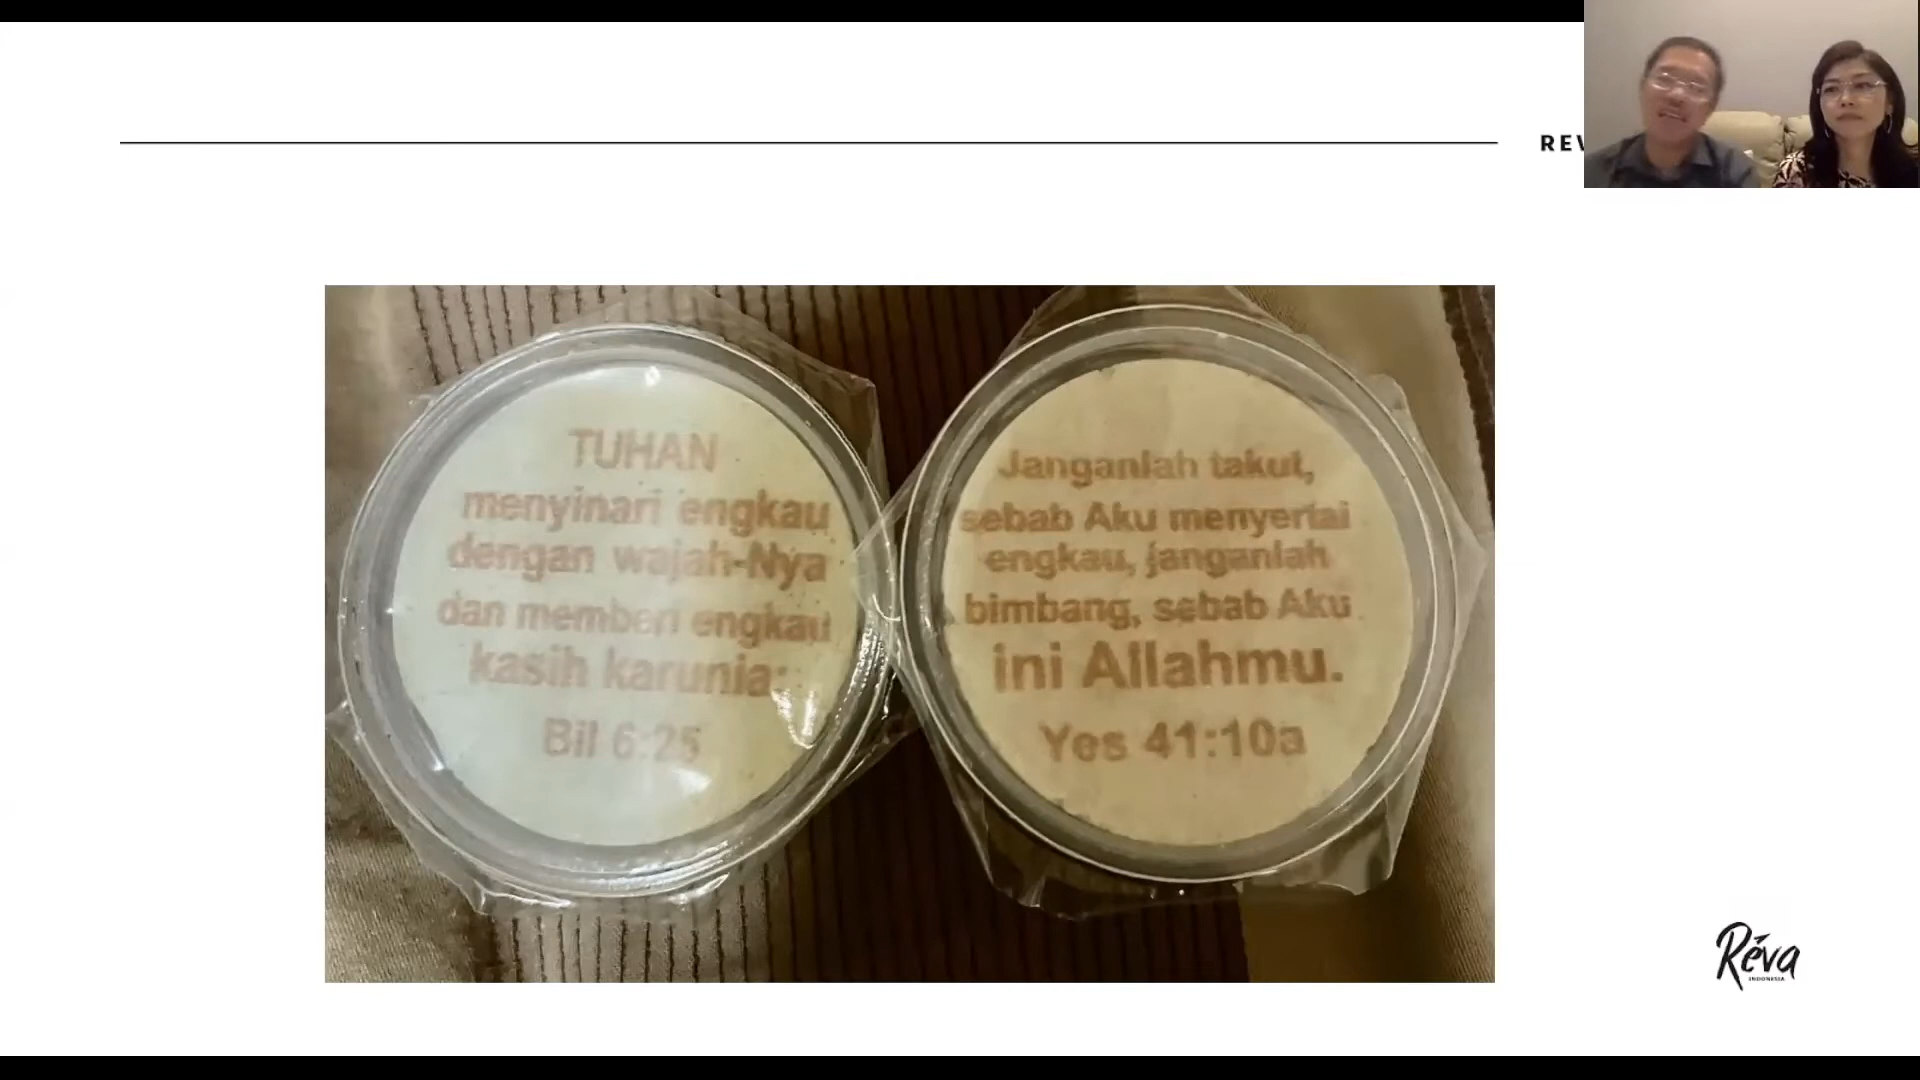 REV
TUHAN
menyinari engkau
dengan wajah-Nya
dan memberi engkau
kasih karunia;
Bil 6:25
Janganlah takut,
sebab Aku menyertai
engkau, janganlah
bimbang, sebab Aku
ini Allahmu.
Yes 41:10a
Réva
INDONESIA